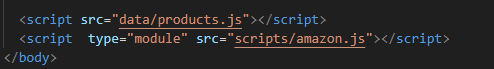 <script src="data/products.js"></script>
<script  type="module" src="scripts/amazon.js"></script>
</body>